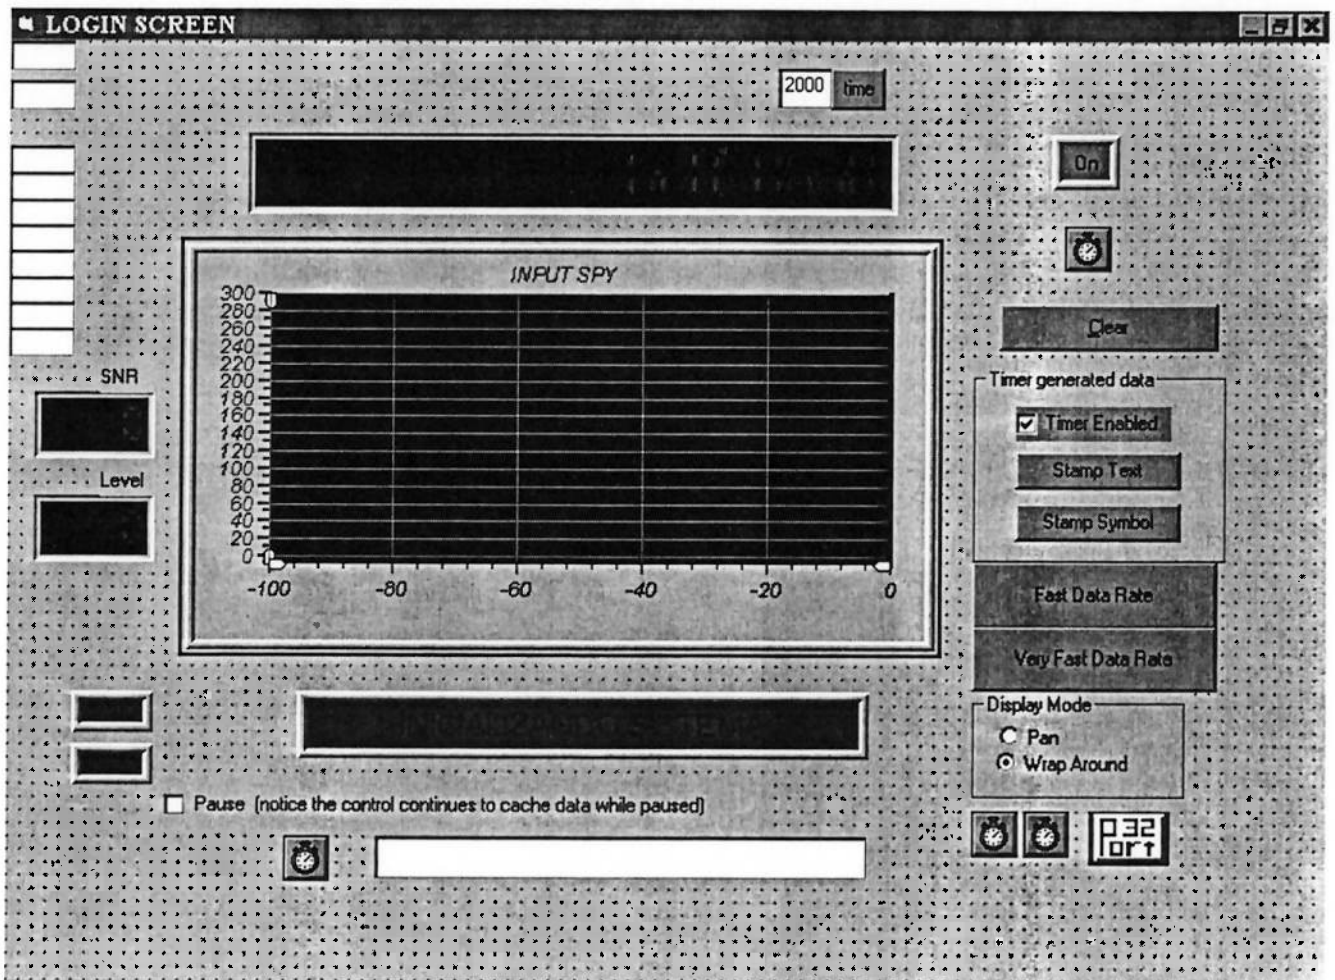 LOGIN SCREEN
2000 time
On
INPUT SPY
300
280
260
240
220
200
180
160
140
120
100
80
60
40
20
0
-100 -80 -60 -40 -20 0
Clear
SNR
Level
Timer generated data
Timer Enabled
Stamp Text
Stamp Symbol
Fast Data Rate
Very Fast Data Rate
Display Mode
Pan
Wrap Around
Pause (notice the control continues to cache data while paused)
P32
Port